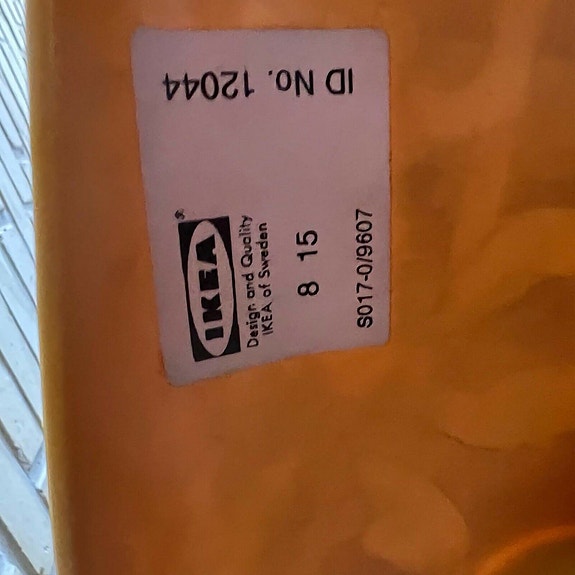 ID No. 12044
IKEA®
Design and Quality
IKEA of Sweden
8 15
S017-0/9607